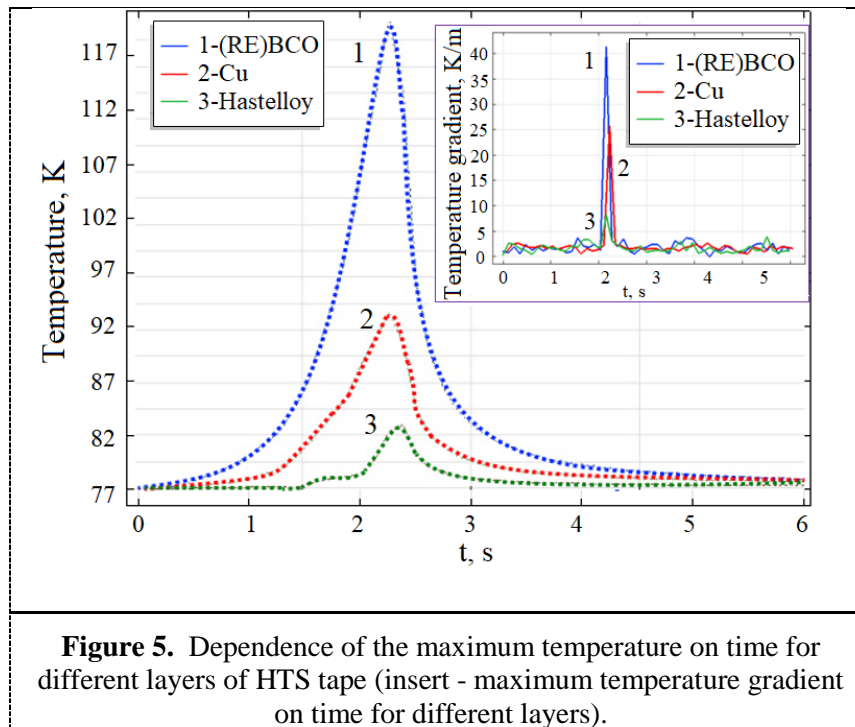 Temperature, K
117
112
107
102
97
92
87
82
77
0
1
2
3
4
5
6
t, s
1-(RE)BCO
2-Cu
3-Hastelloy
1
2
3
Temperature gradient, K/m
40
35
30
25
20
15
10
5
0
0
1
2
3
4
5
t, s
1-(RE)BCO
2-Cu
3-Hastelloy
1
2
3
Figure 5. Dependence of the maximum temperature on time for
different layers of HTS tape (insert - maximum temperature gradient
on time for different layers).